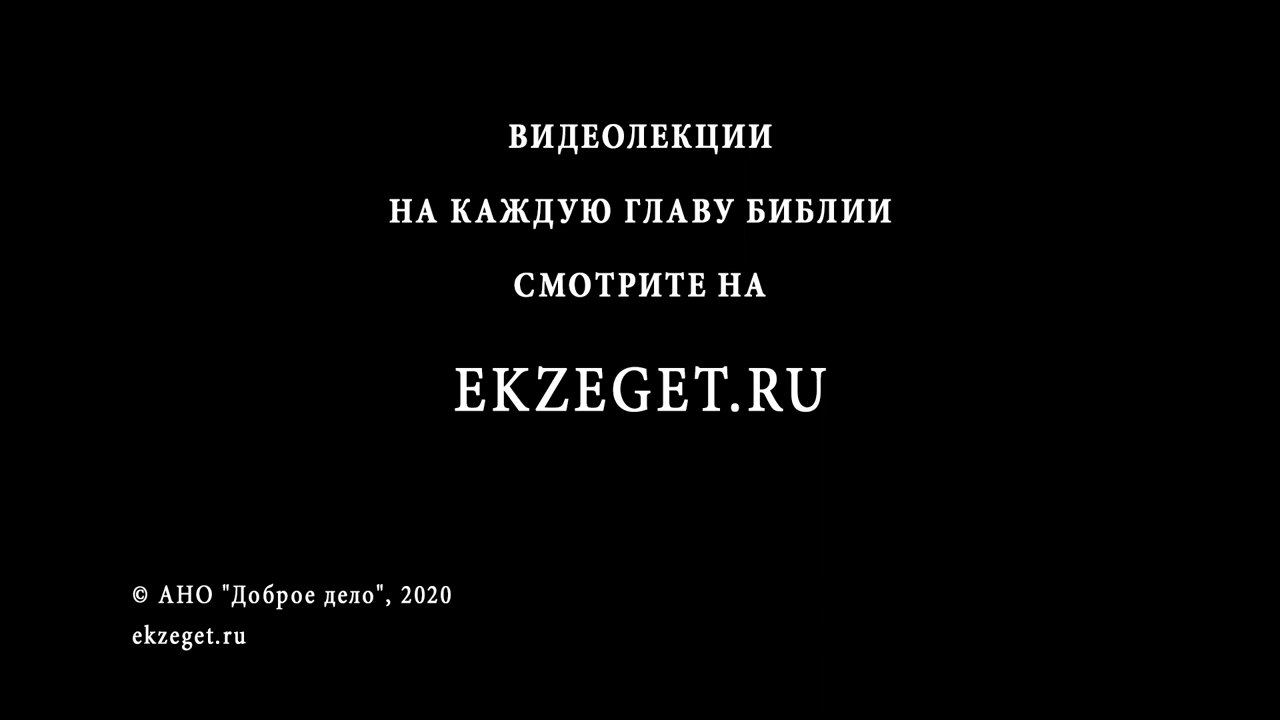 ВИДЕОЛЕКЦИИ
НА КАЖДУЮ ГЛАВУ БИБЛИИ
СМОТРИТЕ НА
EKZEGET.RU
© АНО "Доброе дело", 2020
ekzeget.ru